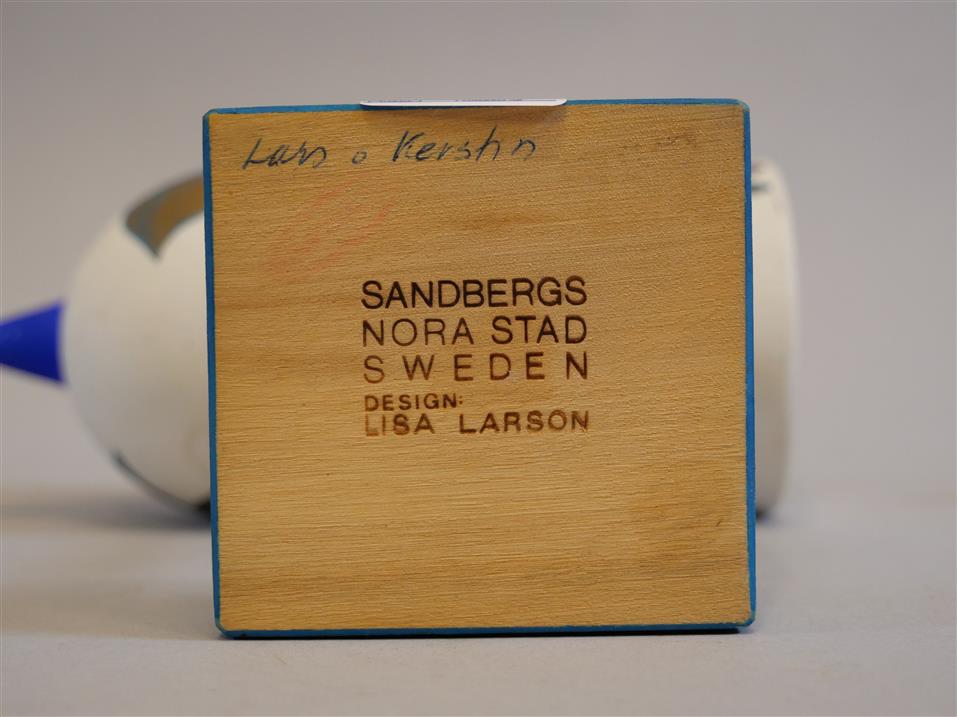 Lars o Kerstin
SANDBERGS
NORA STAD
SWEDEN
DESIGN:
LISA LARSON